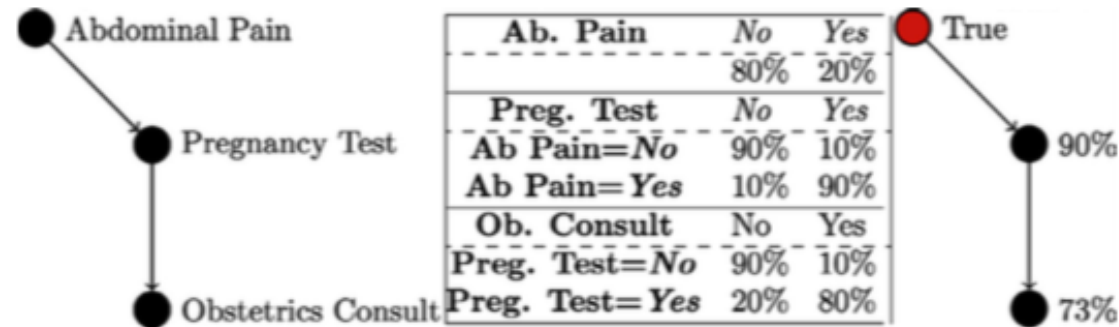 Abdominal Pain
Pregnancy Test
Obstetrics Consult
Ab. Pain No Yes
80% 20%
Preg. Test No Yes
Ab Pain=No 90% 10%
Ab Pain=Yes 10% 90%
Ob. Consult No Yes
Preg. Test=No 90% 10%
Preg. Test=Yes 20% 80%
True
90%
73%